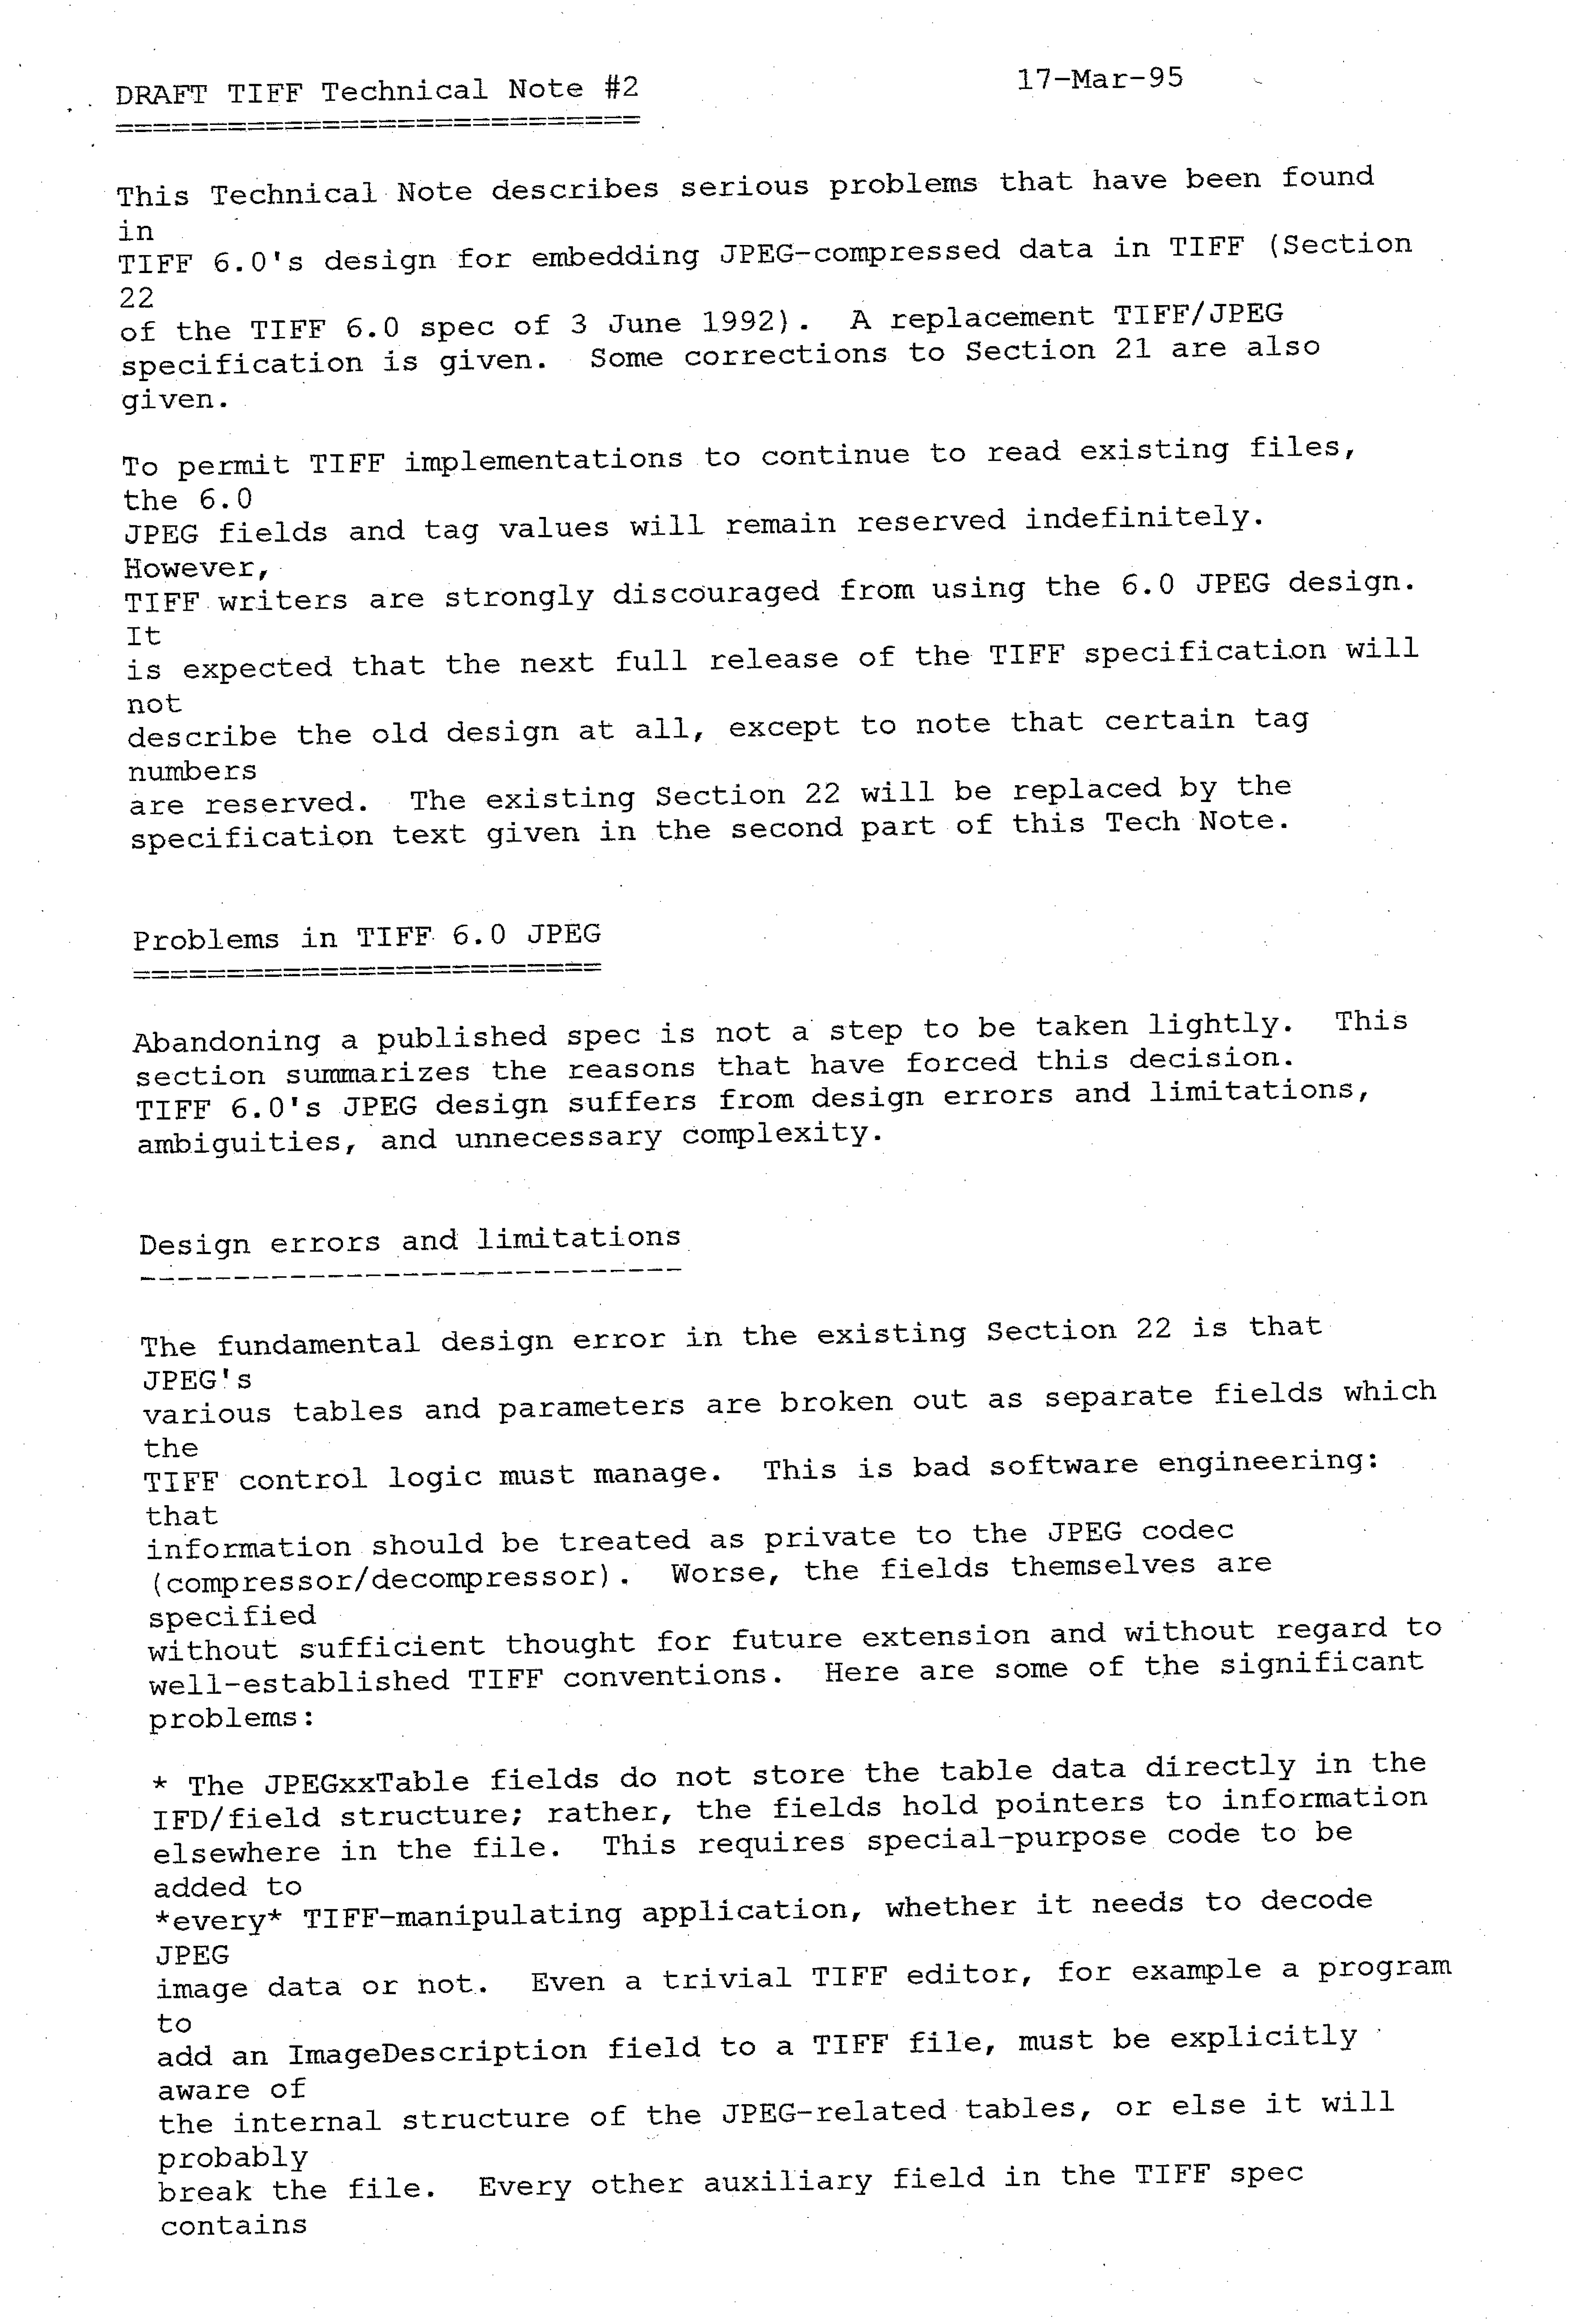 DRAFT TIFF Technical Note #2 17-Mar-95
============================
This Technical Note describes serious problems that have been found
in
TIFF 6.0's design for embedding JPEG-compressed data in TIFF (Section
22
of the TIFF 6.0 spec of 3 June 1992). A replacement TIFF/JPEG
specification is given. Some corrections to Section 21 are also
given.
To permit TIFF implementations to continue to read existing files,
the 6.0
JPEG fields and tag values will remain reserved indefinitely.
However,
TIFF writers are strongly discouraged from using the 6.0 JPEG design.
It
is expected that the next full release of the TIFF specification will
not
describe the old design at all, except to note that certain tag
numbers
are reserved. The existing Section 22 will be replaced by the
specification text given in the second part of this Tech Note.
Problems in TIFF 6.0 JPEG
=========================
Abandoning a published spec is not a step to be taken lightly. This
section summarizes the reasons that have forced this decision.
TIFF 6.0's JPEG design suffers from design errors and limitations,
ambiguities, and unnecessary complexity.
Design errors and limitations
-----------------------------
The fundamental design error in the existing Section 22 is that
JPEG's
various tables and parameters are broken out as separate fields which
the
TIFF control logic must manage. This is bad software engineering:
that
information should be treated as private to the JPEG codec
(compressor/decompressor). Worse, the fields themselves are
specified
without sufficient thought for future extension and without regard to
well-established TIFF conventions. Here are some of the significant
problems:
* The JPEGxxTable fields do not store the table data directly in the
IFD/field structure; rather, the fields hold pointers to information
elsewhere in the file. This requires special-purpose code to be
added to
*every* TIFF-manipulating application, whether it needs to decode
JPEG
image data or not. Even a trivial TIFF editor, for example a program
to
add an ImageDescription field to a TIFF file, must be explicitly
aware of
the internal structure of the JPEG-related tables, or else it will
probably
break the file. Every other auxiliary field in the TIFF spec
contains